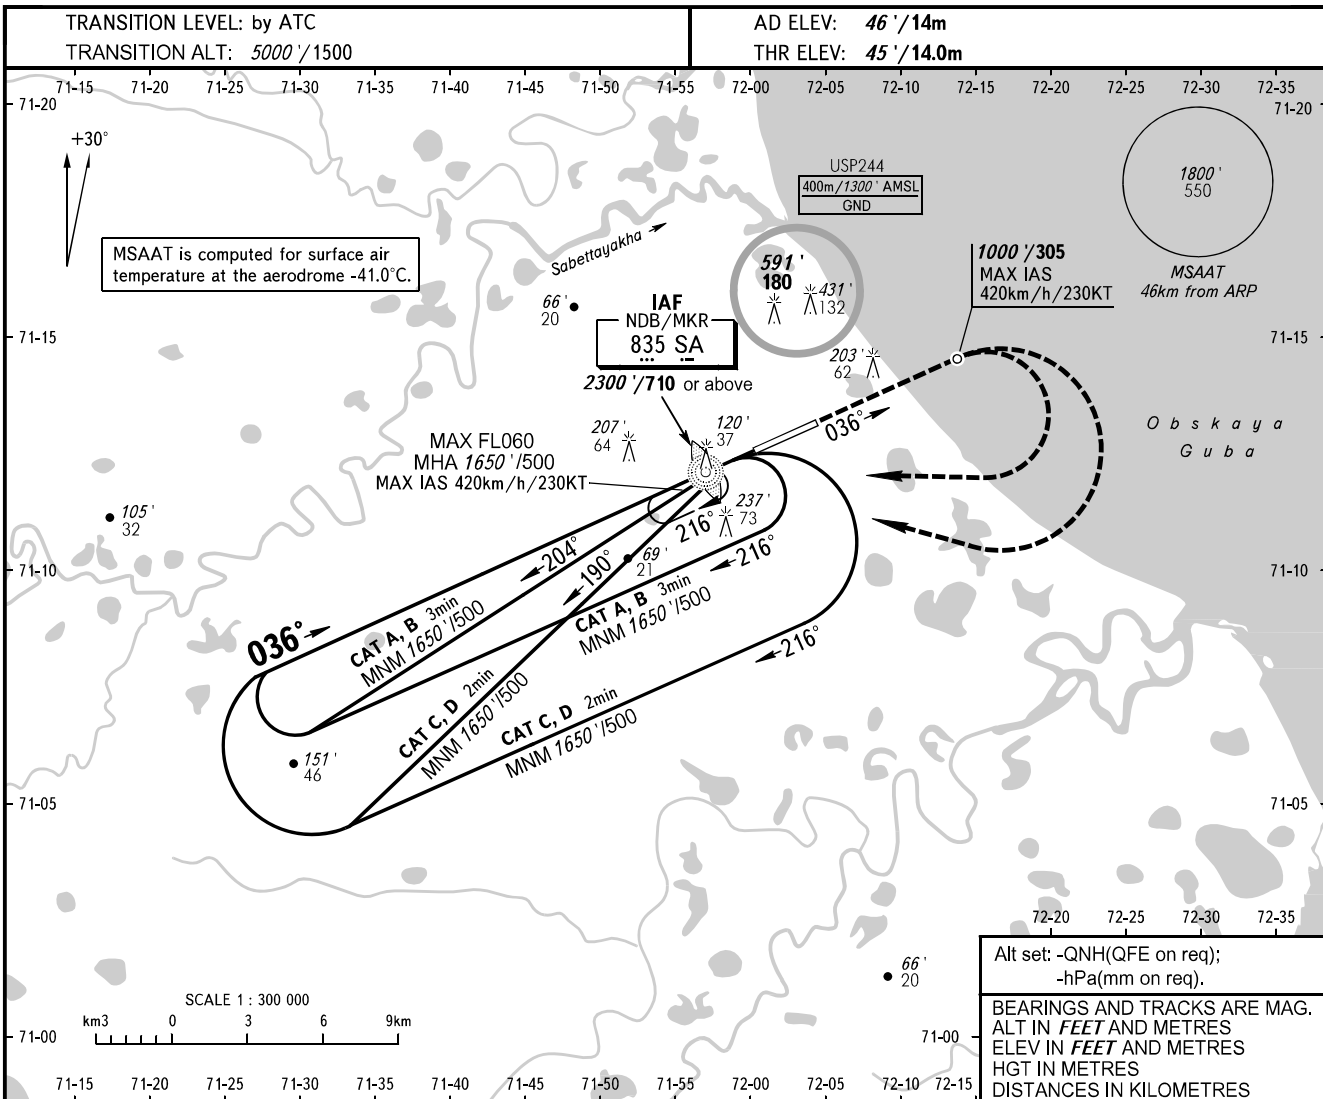 TRANSITION LEVEL: by ATC
TRANSITION ALT: 5000 '/1500
AD ELEV: 46 '/14m
THR ELEV: 45 '/14.0m
71-15 71-20 71-25 71-30 71-35 71-40 71-45 71-50 71-55 72-00 72-05 72-10 72-15 72-20 72-25 72-30 72-35
71-20
71-20
+30°
MSAAT is computed for surface air
temperature at the aerodrome -41.0°C.
Sabettayakha
USP244
400m/1300 ' AMSL
GND
1800 '
550
MSAAT
46km from ARP
1000 '/305
MAX IAS
420km/h/230KT
591 '
180
431 '
132
66 '
20
IAF
NDB/MKR
835 SA
2300 '/710 or above
203 '
62
71-15
71-15
207 '
64
120 '
37
036°
Obskaya
Guba
MAX FL060
MHA 1650 '/500
MAX IAS 420km/h/230KT
237 '
73
216°
105 '
32
204°
190°
69 '
21
216°
71-10
71-10
CAT A, B 3min
MNM 1650 '/500
CAT A, B 3min
MNM 1650 '/500
036°
216°
CAT C, D 2min
MNM 1650 '/500
CAT C, D 2min
MNM 1650 '/500
151 '
46
71-05
71-05
72-20 72-25 72-30 72-35
66 '
20
Alt set: -QNH(QFE on req);
-hPa(mm on req).
SCALE 1 : 300 000
km3 0 3 6 9km
BEARINGS AND TRACKS ARE MAG.
ALT IN FEET AND METRES
ELEV IN FEET AND METRES
HGT IN METRES
DISTANCES IN KILOMETRES
71-00
71-00
71-15 71-20 71-25 71-30 71-35 71-40 71-45 71-50 71-55 72-00 72-05 72-10 72-15